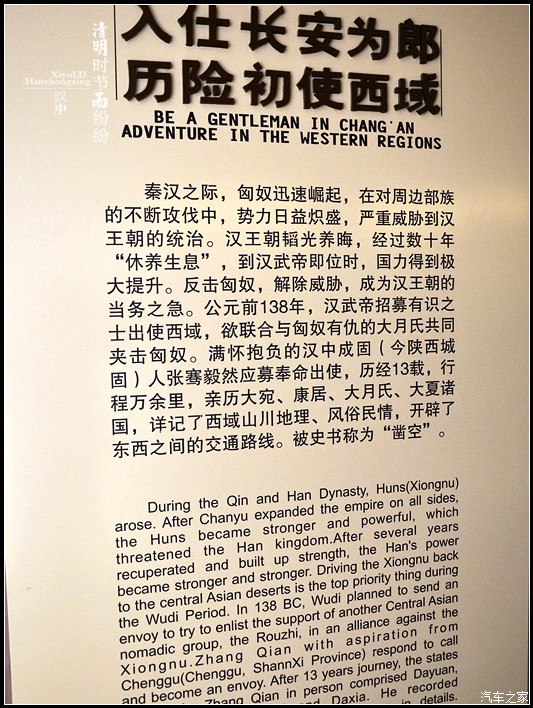 清明时节雨纷纷
XiyuLD
Hanzhongxing
汉中
入仕长安为郎
历险初使西域
BE A GENTLEMAN IN CHANG'AN
ADVENTURE IN THE WESTERN REGIONS
秦汉之际，匈奴迅速崛起，在对周边部族
的不断攻伐中，势力日益炽盛，严重威胁到汉
王朝的统治。汉王朝韬光养晦，经过数十年
“休养生息”，到汉武帝即位时，国力得到极
大提升。反击匈奴，解除威胁，成为汉王朝的
当务之急。公元前138年，汉武帝招募有识之
士出使西域，欲联合与匈奴有仇的大月氏共同
夹击匈奴。满怀抱负的汉中成固（今陕西城
固）人张骞毅然应募奉命出使，历经13载，行
程万余里，亲历大宛、康居、大月氏、大夏诸
国，详记了西域山川地理、风俗民情，开辟了
东西之间的交通路线。被史书称为“凿空”。
During the Qin and Han Dynasty, Huns(Xiongnu)
arose. After Chanyu expanded the empire on all sides,
the Huns became stronger and powerful, which
threatened the Han kingdom.After several years
recuperated and built up strength, the Han's power
became stronger and stronger. Driving the Xiongnu back
to the central Asian deserts is the top priority thing during
the Wudi Period. In 138 BC, Wudi planned to send an
envoy to try to enlist the support of another Central Asian
nomadic group, the Rouzhi, in an alliance against the
Xiongnu.Zhang Qian with aspiration from
Chenggu(Chenggu, ShannXi Province) respond to call
and become an envoy. After 13 years journey, the states
Zhang Qian in person comprised Dayuan,
and Daxia. He recorded
in details.
汽车之家